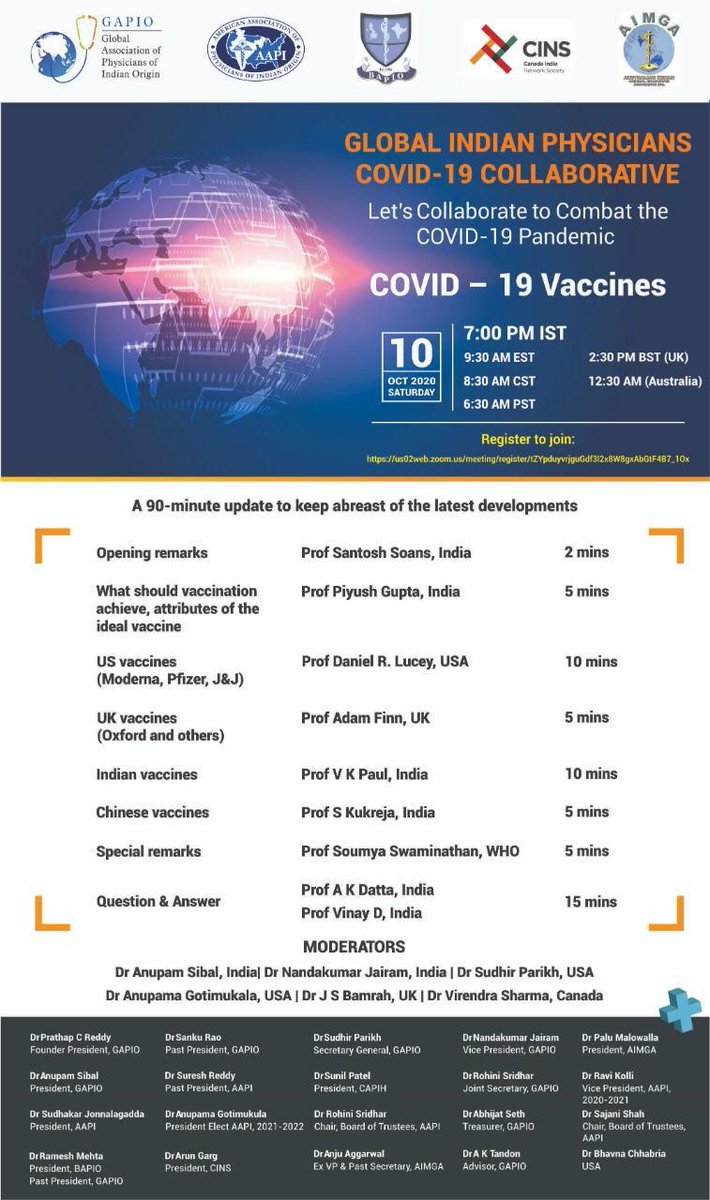 GAPIO
Global
Association of
Physicians of
Indian Origin
AMERICAN ASSOCIATION OF
AAPI
PHYSICIANS OF INDIAN ORIGIN
BAPIO
CINS
Canada India
Network Society
AIMGA
GLOBAL INDIAN PHYSICIANS
COVID-19 COLLABORATIVE
Let's Collaborate to Combat the
COVID-19 Pandemic
COVID – 19 Vaccines
10
OCT 2020
SATURDAY
7:00 PM IST
9:30 AM EST 2:30 PM BST (UK)
8:30 AM CST 12:30 AM (Australia)
6:30 AM PST
Register to join:
https://us02web.zoom.us/meeting/register/tZYpduyvrjguGdf3I2x8W8gxAbGtF4B7_1Ox
A 90-minute update to keep abreast of the latest developments
Opening remarks Prof Santosh Soans, India 2 mins
What should vaccination Prof Piyush Gupta, India 5 mins
achieve, attributes of the
ideal vaccine
US vaccines Prof Daniel R. Lucey, USA 10 mins
(Moderna, Pfizer, J&J)
UK vaccines Prof Adam Finn, UK 5 mins
(Oxford and others)
Indian vaccines Prof V K Paul, India 10 mins
Chinese vaccines Prof S Kukreja, India 5 mins
Special remarks Prof Soumya Swaminathan, WHO 5 mins
Question & Answer Prof A K Datta, India 15 mins
Prof Vinay D, India
MODERATORS
Dr Anupam Sibal, India| Dr Nandakumar Jairam, India | Dr Sudhir Parikh, USA
Dr Anupama Gotimukala, USA | Dr J S Bamrah, UK | Dr Virendra Sharma, Canada
Dr Prathap C Reddy
Founder President, GAPIO
Dr Sanku Rao
Past President, GAPIO
Dr Sudhir Parikh
Secretary General, GAPIO
Dr Nandakumar Jairam
Vice President, GAPIO
Dr Palu Malowalla
President, AIMGA
Dr Anupam Sibal
President, GAPIO
Dr Suresh Reddy
Past President, AAPI
Dr Sunil Patel
President, CAPIH
Dr Rohini Sridhar
Joint Secretary, GAPIO
Dr Ravi Kolli
Vice President, AAPI,
2020-2021
Dr Sudhakar Jonnalagadda
President, AAPI
Dr Anupama Gotimukula
President Elect AAPI, 2021-2022
Dr Rohini Sridhar
Chair, Board of Trustees, AAPI
Dr Abhijat Seth
Treasurer, GAPIO
Dr Sajani Shah
Chair, Board of Trustees,
AAPI
Dr Ramesh Mehta
President, BAPIO
Past President, GAPIO
Dr Arun Garg
President, CINS
Dr Anju Aggarwal
Ex VP & Past Secretary, AIMGA
Dr A K Tandon
Advisor, GAPIO
Dr Bhavna Chhabria
USA